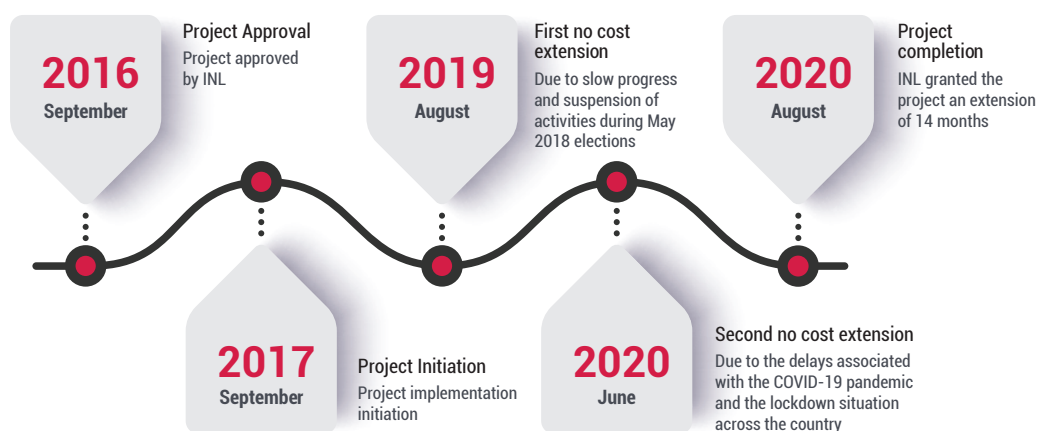 2016
September
Project Approval
Project approved
by INL
2017
September
Project Initiation
Project implementation
initiation
2019
August
First no cost
extension
Due to slow progress
and suspension of
activities during May
2018 elections
2020
June
Second no cost extension
Due to the delays associated
with the COVID-19 pandemic
and the lockdown situation
across the country
2020
August
Project
completion
INL granted the
project an extension
of 14 months